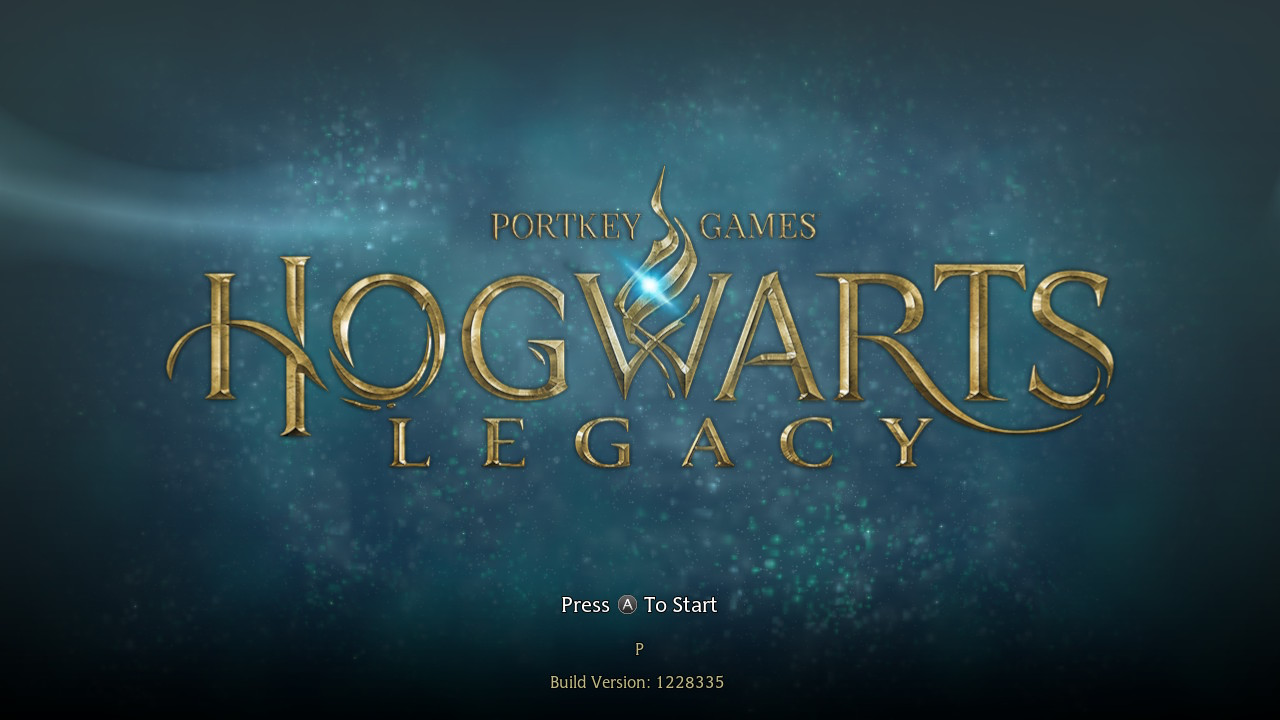 PORTKEY GAMES
HOGWARTS
LEGACY
Press A To Start
P
Build Version: 1228335